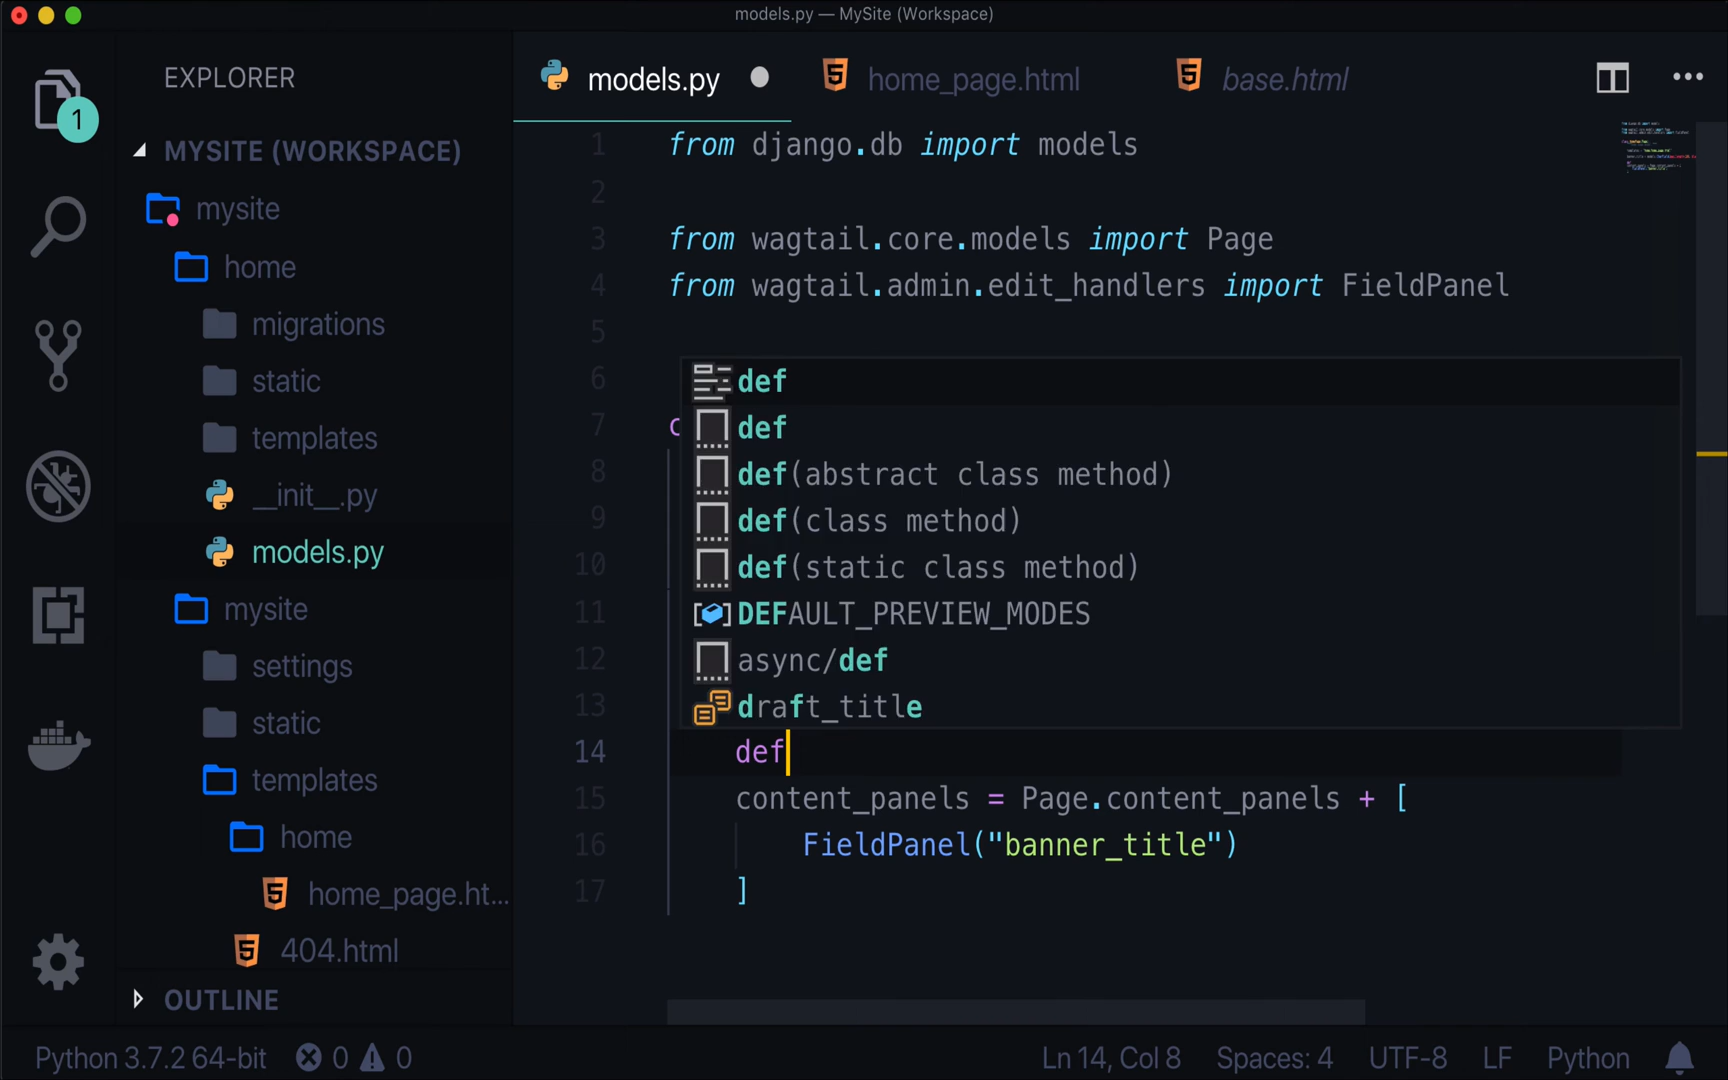 models.py — MySite (Workspace)
EXPLORER
MYSITE (WORKSPACE)
mysite
home
migrations
static
templates
__init__.py
models.py
mysite
settings
static
templates
home
home_page.ht...
404.html
OUTLINE
1
models.py
home_page.html
base.html
1 from django.db import models
2
3 from wagtail.core.models import Page
4 from wagtail.admin.edit_handlers import FieldPanel
5
6
7 c
8
9
10
11
12
13
def
def
def(abstract class method)
def(class method)
def(static class method)
DEFAULT_PREVIEW_MODES
async/def
draft_title
14 def
15 content_panels = Page.content_panels + [
16 FieldPanel("banner_title")
17 ]
Python 3.7.2 64-bit 0 0 Ln 14, Col 8 Spaces: 4 UTF-8 LF Python